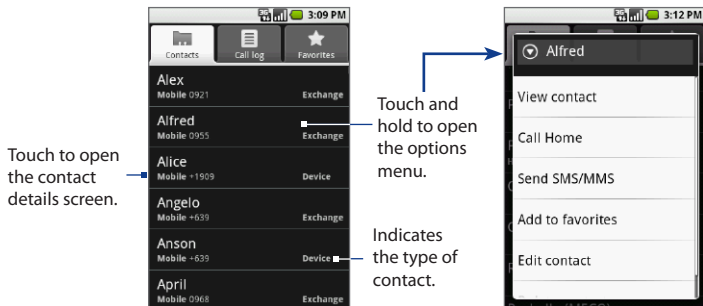 3:09 PM
Contacts
Call log
Favorites
Alex
Mobile 0921
Exchange
Alfred
Mobile 0955
Exchange
Alice
Mobile +1909
Device
Angelo
Mobile +639
Exchange
Anson
Mobile +639
Device
April
Mobile 0968
Exchange
Touch to open
the contact
details screen.
Touch and
hold to open
the options
menu.
Indicates
the type of
contact.
3G
3:12 PM
Alfred
View contact
Call Home
Send SMS/MMS
Add to favorites
Edit contact